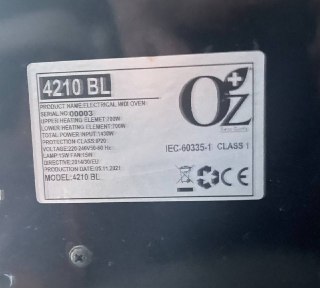 4210 BL
PRODUCT NAME:ELECTRICAL MIDI OVEN
SERIAL NO:00003
UPPER HEATING ELEMET:700W
LOWER HEATING ELEMENT:700W
TOTAL POWER INPUT:1430W
PROTECTION CLASS:IP20
VOLTAGE:220-240V/50-60 Hz
LAMP:15W FAN:15W
DIRECTIVE:2014/30/EU
PRODUCTION DATE:05.11.2021
MODEL:4210 BL
Oz
IEC-60335-1 CLASS 1
CE